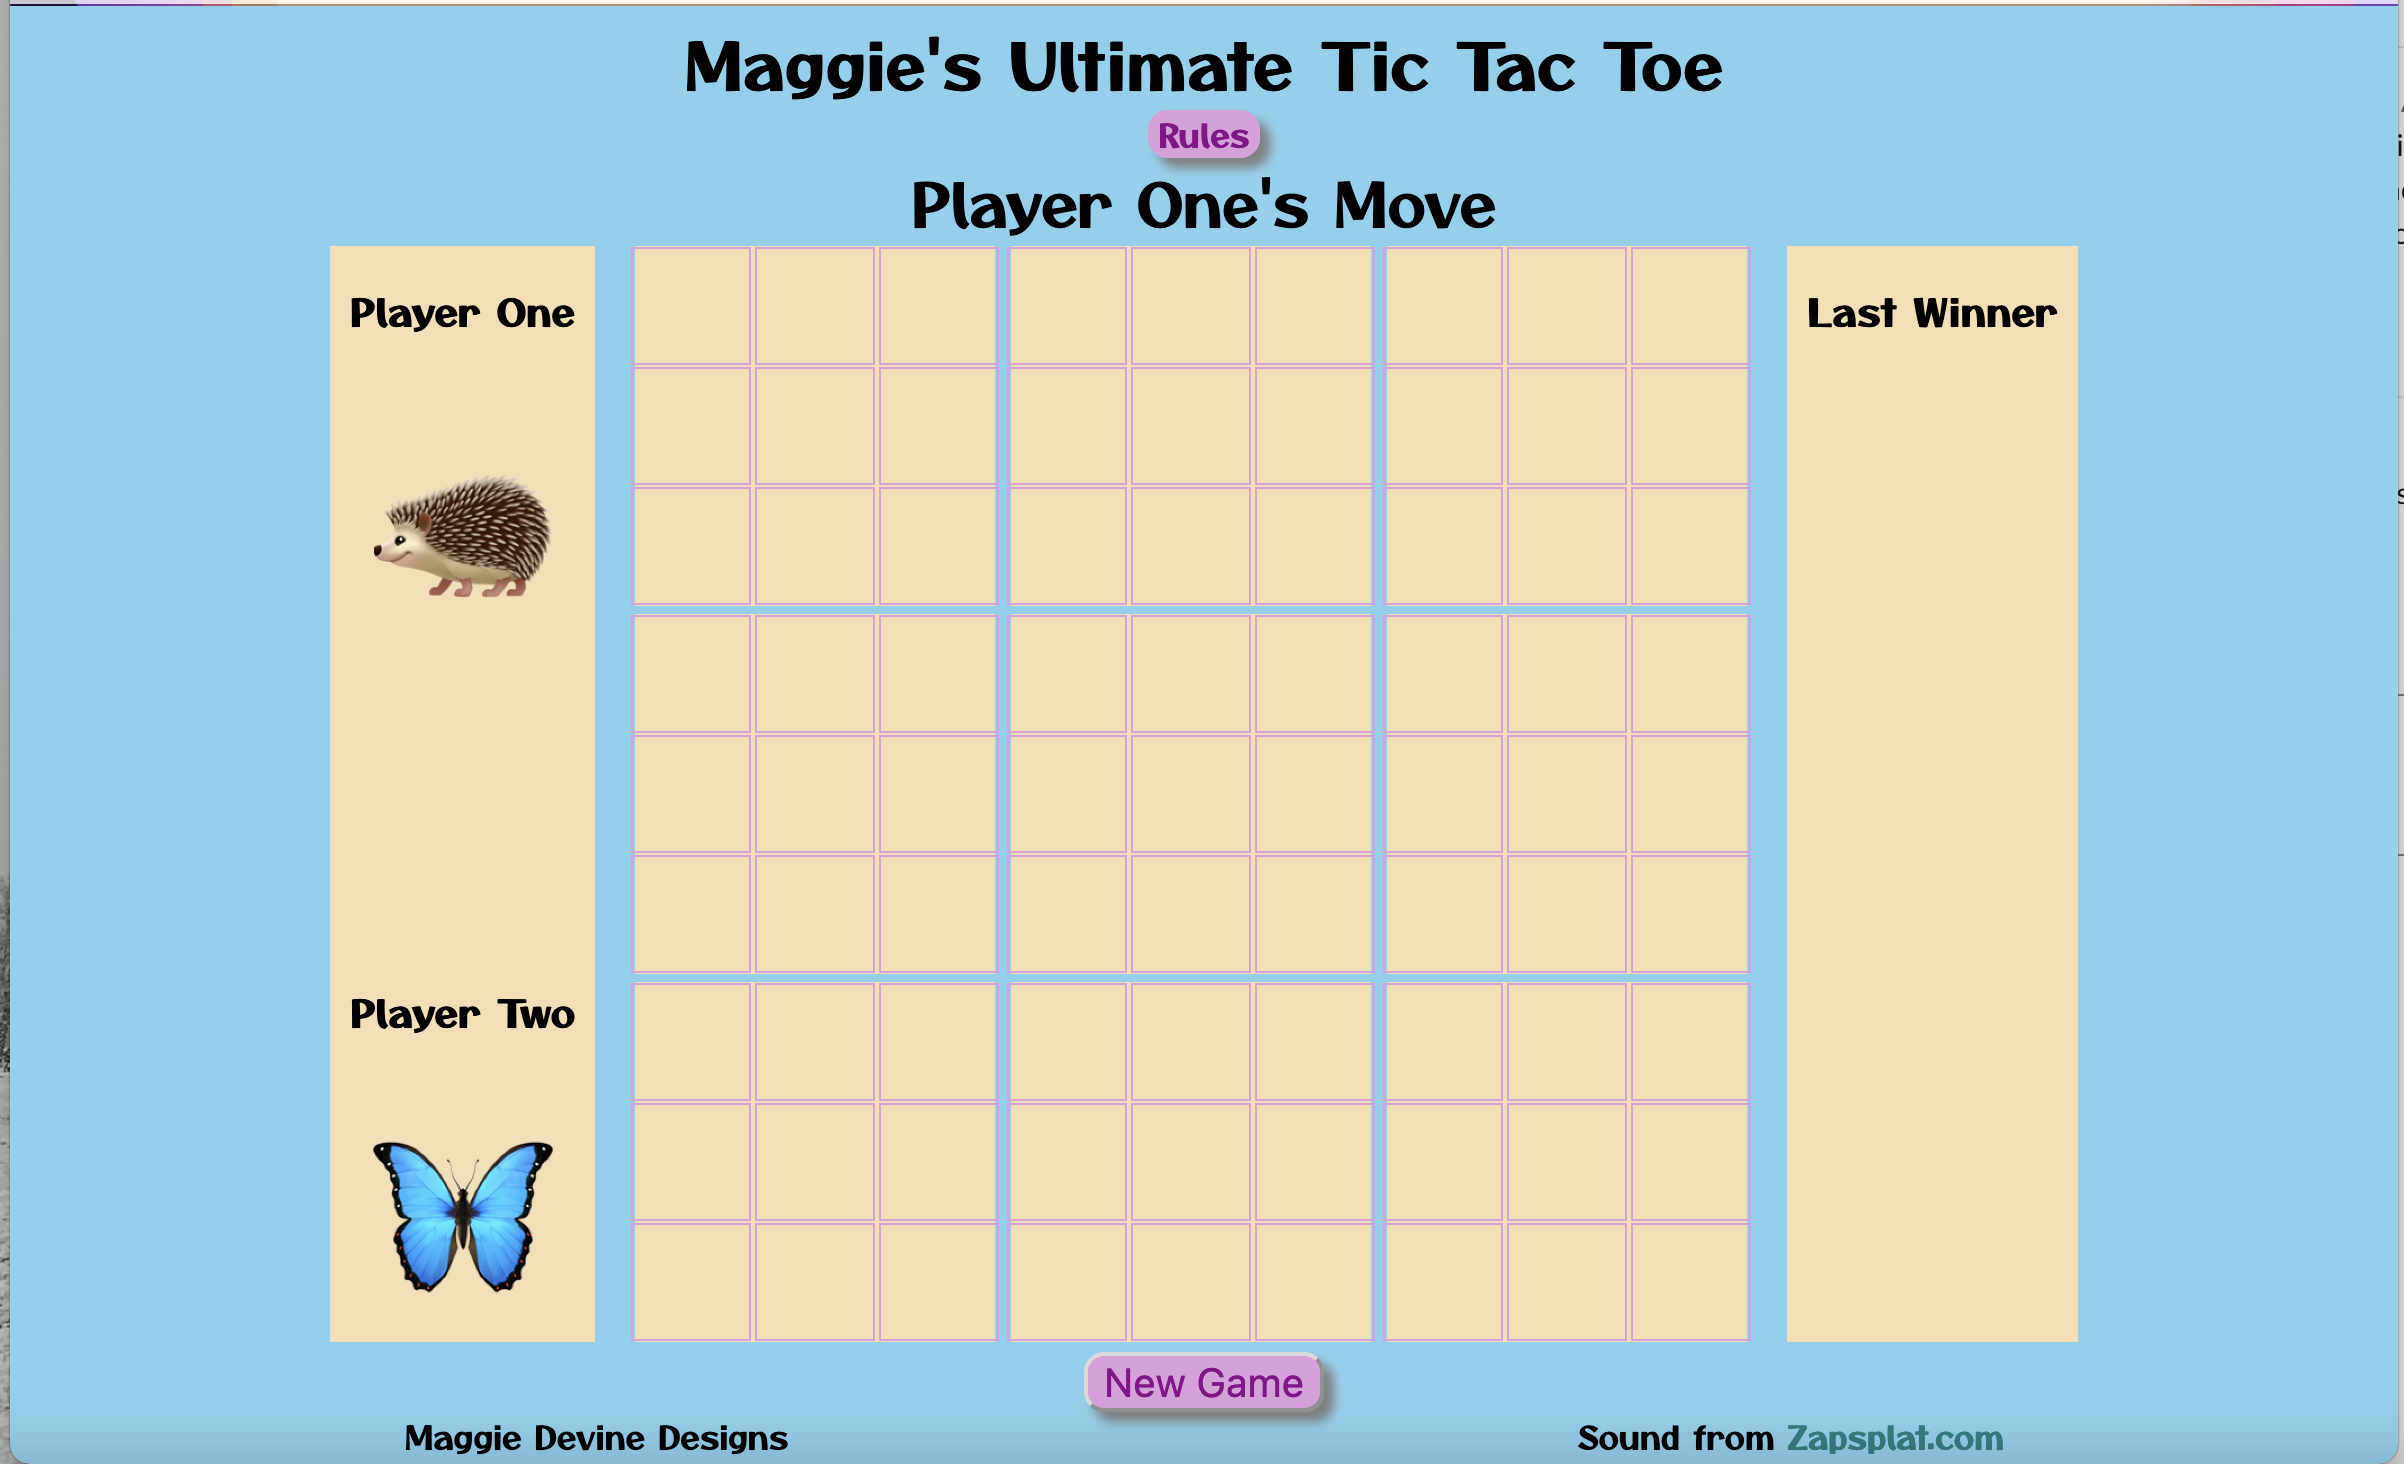 Maggie's Ultimate Tic Tac Toe
Rules
Player One's Move
Player One
Last Winner
Player Two
New Game
Maggie Devine Designs
Sound from Zapsplat.com